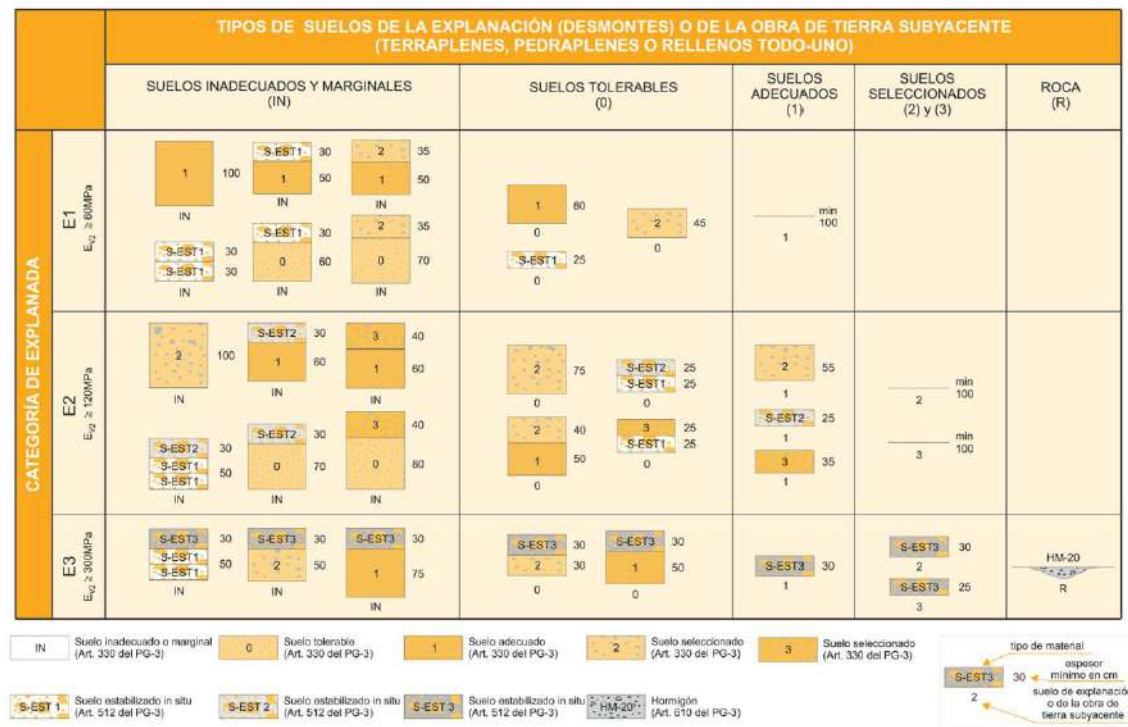 TIPOS DE SUELOS DE LA EXPLANACIÓN (DESMONTES) O DE LA OBRA DE TIERRA SUBYACENTE
(TERRAPLENES, PEDRAPLENES O RELLENOS TODO-UNO)
SUELOS INADECUADOS Y MARGINALES
(IN)
SUELOS TOLERABLES
(0)
SUELOS
ADECUADOS
(1)
SUELOS
SELECCIONADOS
(2) y (3)
ROCA
(R)
CATEGORÍA DE EXPLANADA
E1
Ev2 ≥ 60MPa
1 100
IN
S-EST1 30
1 50
IN
2 35
1 50
IN
S-EST1 30
S-EST1 30
IN
S-EST1 30
0 60
IN
2 35
0 70
IN
1 60
0
2 45
0
S-EST1 25
0
min
100
1
E2
Ev2 ≥ 120MPa
2 100
IN
S-EST2 30
1 60
IN
3 40
1 60
IN
S-EST2 30
S-EST1 50
S-EST1
IN
S-EST2 30
0 70
IN
3 40
0 80
IN
2 75
0
S-EST2 25
S-EST1 25
0
2 40
1 50
0
3 25
S-EST1 25
0
2 55
1
S-EST2 25
1
3 35
1
min
100
2
min
100
3
E3
Ev2 ≥ 300MPa
S-EST3 30
S-EST1 50
S-EST1
IN
S-EST3 30
2 50
IN
S-EST3 30
1 75
IN
S-EST3 30
2 30
0
S-EST3 30
1 50
0
S-EST3 30
1
S-EST3 30
2
S-EST3 25
3
HM-20
R
IN Suelo inadecuado o marginal
(Art. 330 del PG-3)
0 Suelo tolerable
(Art. 330 del PG-3)
1 Suelo adecuado
(Art. 330 del PG-3)
2 Suelo seleccionado
(Art. 330 del PG-3)
3 Suelo seleccionado
(Art. 330 del PG-3)
S-EST 1 Suelo estabilizado in situ
(Art. 512 del PG-3)
S-EST 2 Suelo estabilizado in situ
(Art. 512 del PG-3)
S-EST 3 Suelo estabilizado in situ
(Art. 512 del PG-3)
HM-20 Hormigón
(Art. 610 del PG-3)
tipo de material
espesor
mínimo en cm
S-EST3 30
2
suelo de explanación
o de la obra de
tierra subyacente